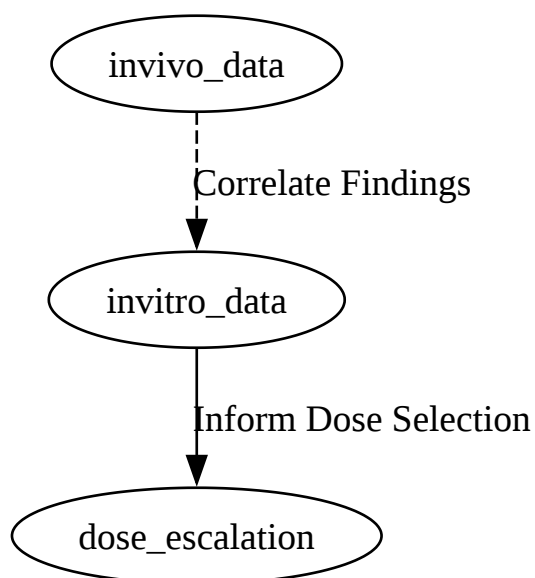 invivo_data
Correlate Findings
invitro_data
Inform Dose Selection
dose_escalation